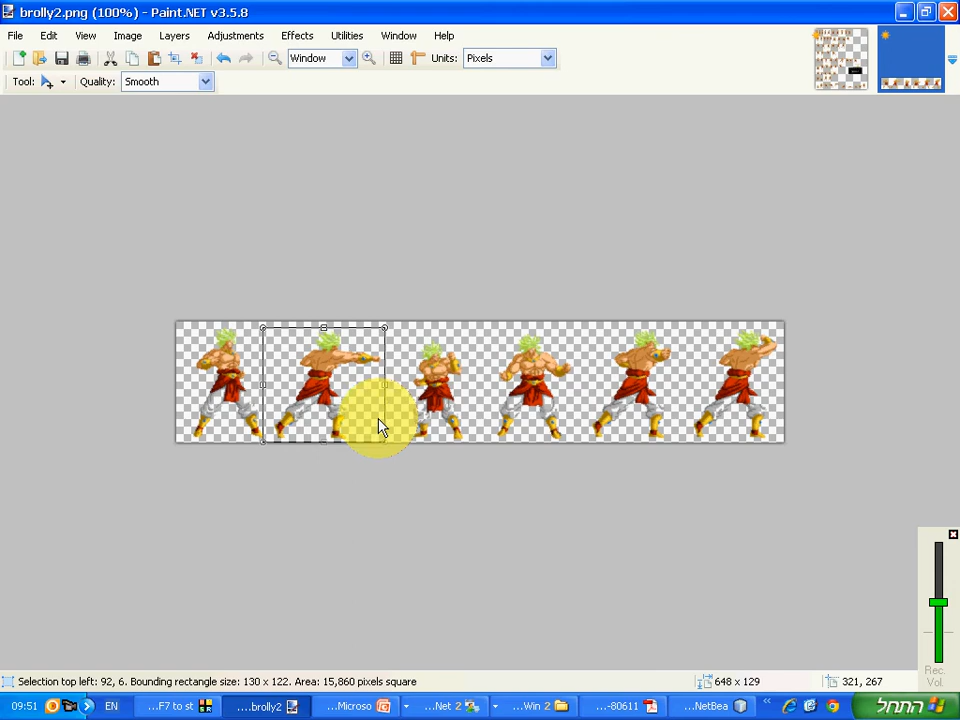 brolly2.png (100%) - Paint.NET v3.5.8
File Edit View Image Layers Adjustments Effects Utilities Window Help
Window Units: Pixels
Tool: Quality: Smooth
Rec.
Vol.
Selection top left: 92, 6. Bounding rectangle size: 130 x 122. Area: 15,860 pixels square 648 x 129 321, 267
09:51 EN ...F7 to st ....brolly2 ...Microso ...Net 2 ...Win 2 ...-80611 ...NetBea התחל